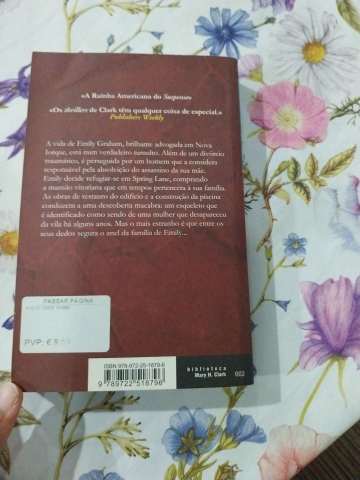 «A Rainha Americana do Suspense»
«Os thrillers de Clark têm qualquer coisa de especial.»
Publishers Weekly
A vida de Emily Graham, brilhante advogada em Nova
Iorque, está num verdadeiro tumulto. Além de um divórcio
traumático, é perseguida por um homem que a considera
responsável pela absolvição do assassino da sua mãe.
Emily decide refugiar-se em Spring Lane, comprando
a mansão vitoriana que em tempos pertencera à sua família.
As obras de restauro do edifício e a construção da piscina
conduzem a uma descoberta macabra: um esqueleto que
é identificado como sendo de uma mulher que desapareceu
da vila há alguns anos. Mas o mais estranho é que entre os
seus dedos segura o anel da família de Emily...
PASSAR PÁGINA
PVP: €
ISBN 978-972-25-1879-6
9 789722 518796
biblioteca
Mary H. Clark
002